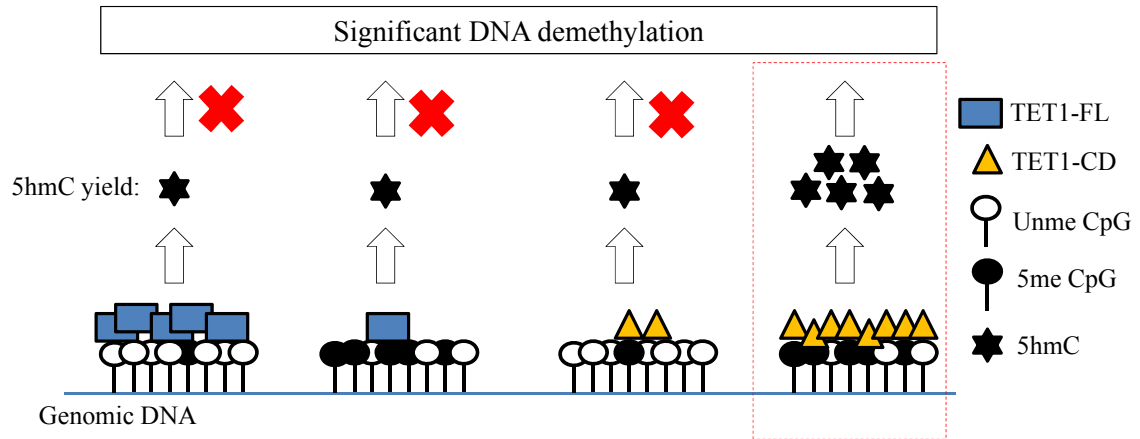 Significant DNA demethylation
5hmC yield:
Genomic DNA
TET1-FL
TET1-CD
Unme CpG
5me CpG
5hmC